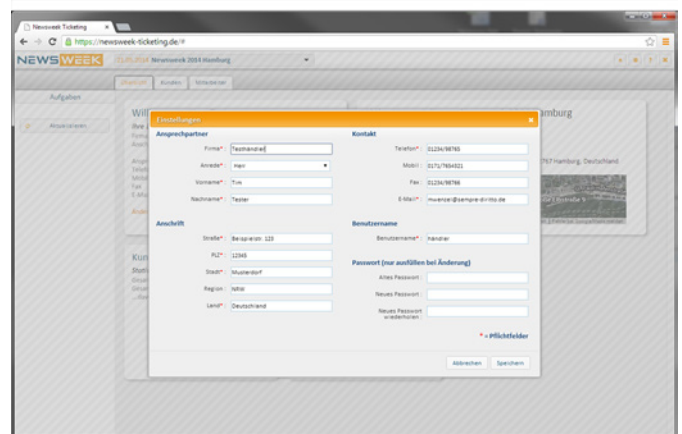 Newsweek Ticketing
https://newsweek-ticketing.de/#
NEWSWEEK
Newsweek 2014 Hamburg
Übersicht Kunden Mitarbeiter
Aufgaben
Aktualisieren
Einstellungen
Ansprechpartner
Firma* : Testhändler
Anrede* : Herr
Vorname* : Tim
Nachname* : Tester
Kontakt
Telefon* : 01234/98765
Mobil : 0171/7654321
Fax : 01234/98766
E-Mail* : mwenzel@sempre-diritto.de
Anschrift
Straße* : Beispielstr. 123
PLZ* : 12345
Stadt* : Musterdorf
Region : NRW
Land* : Deutschland
Benutzername
Benutzername* : händler
Passwort (nur ausfüllen bei Änderung)
Altes Passwort :
Neues Passwort :
Neues Passwort wiederholen :
* = Pflichtfelder
Abbrechen Speichern
Hamburg, Deutschland